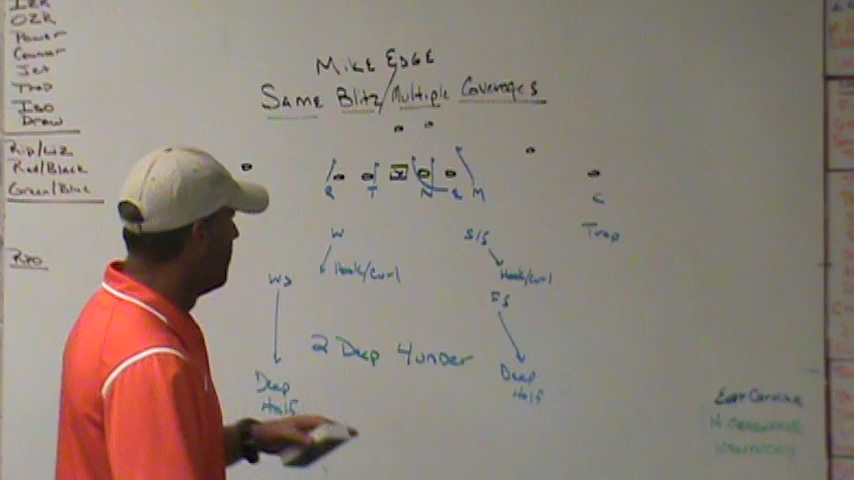 IZR
OZR
Power
Counter
Jet
Trap
Iso
Draw
Rip/Liz
Red/Black
Green/Blue
RPO
Mike Edge
Same Blitz/Multiple Coverages
R T N E M
C
Trap
W
S/S
Hook/Curl
Hook/Curl
WS
FS
2 Deep 4 under
Deep
Half
Deep
Half
East Carolina